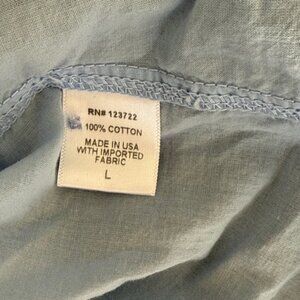 RN# 123722
100% COTTON
MADE IN USA
WITH IMPORTED
FABRIC
L